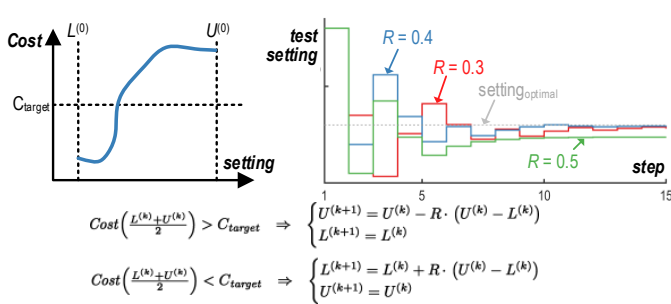 Cost
L⁽⁰⁾
U⁽⁰⁾
C_target
setting
test
setting
R = 0.4
R = 0.3
setting_optimal
R = 0.5
step
1
5
10
15
Cost((L^(k)+U^(k))/2) > C_target ⇒ { U^(k+1) = U^(k) − R · (U^(k) − L^(k))
L^(k+1) = L^(k)
Cost((L^(k)+U^(k))/2) < C_target ⇒ { L^(k+1) = L^(k) + R · (U^(k) − L^(k))
U^(k+1) = U^(k)